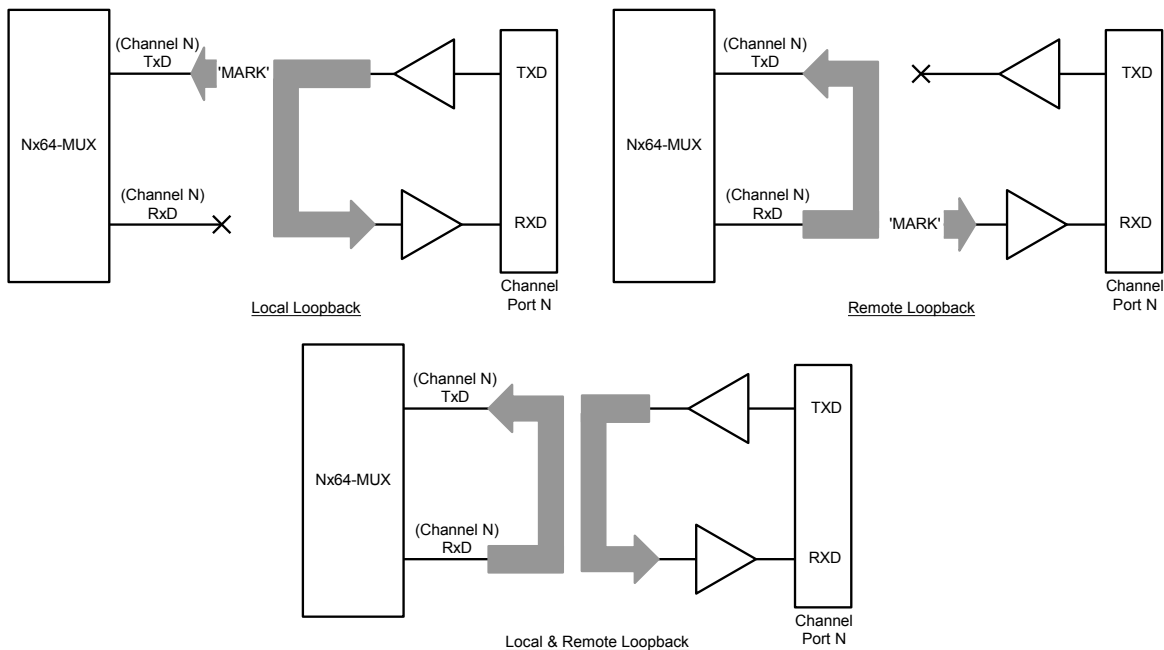 (Channel N)
TxD
'MARK'
TXD
Nx64-MUX
(Channel N)
RxD
RXD
Channel
Port N
Local Loopback
(Channel N)
TxD
TXD
Nx64-MUX
(Channel N)
RxD
'MARK'
RXD
Channel
Port N
Remote Loopback
(Channel N)
TxD
TXD
Nx64-MUX
(Channel N)
RxD
RXD
Channel
Port N
Local & Remote Loopback